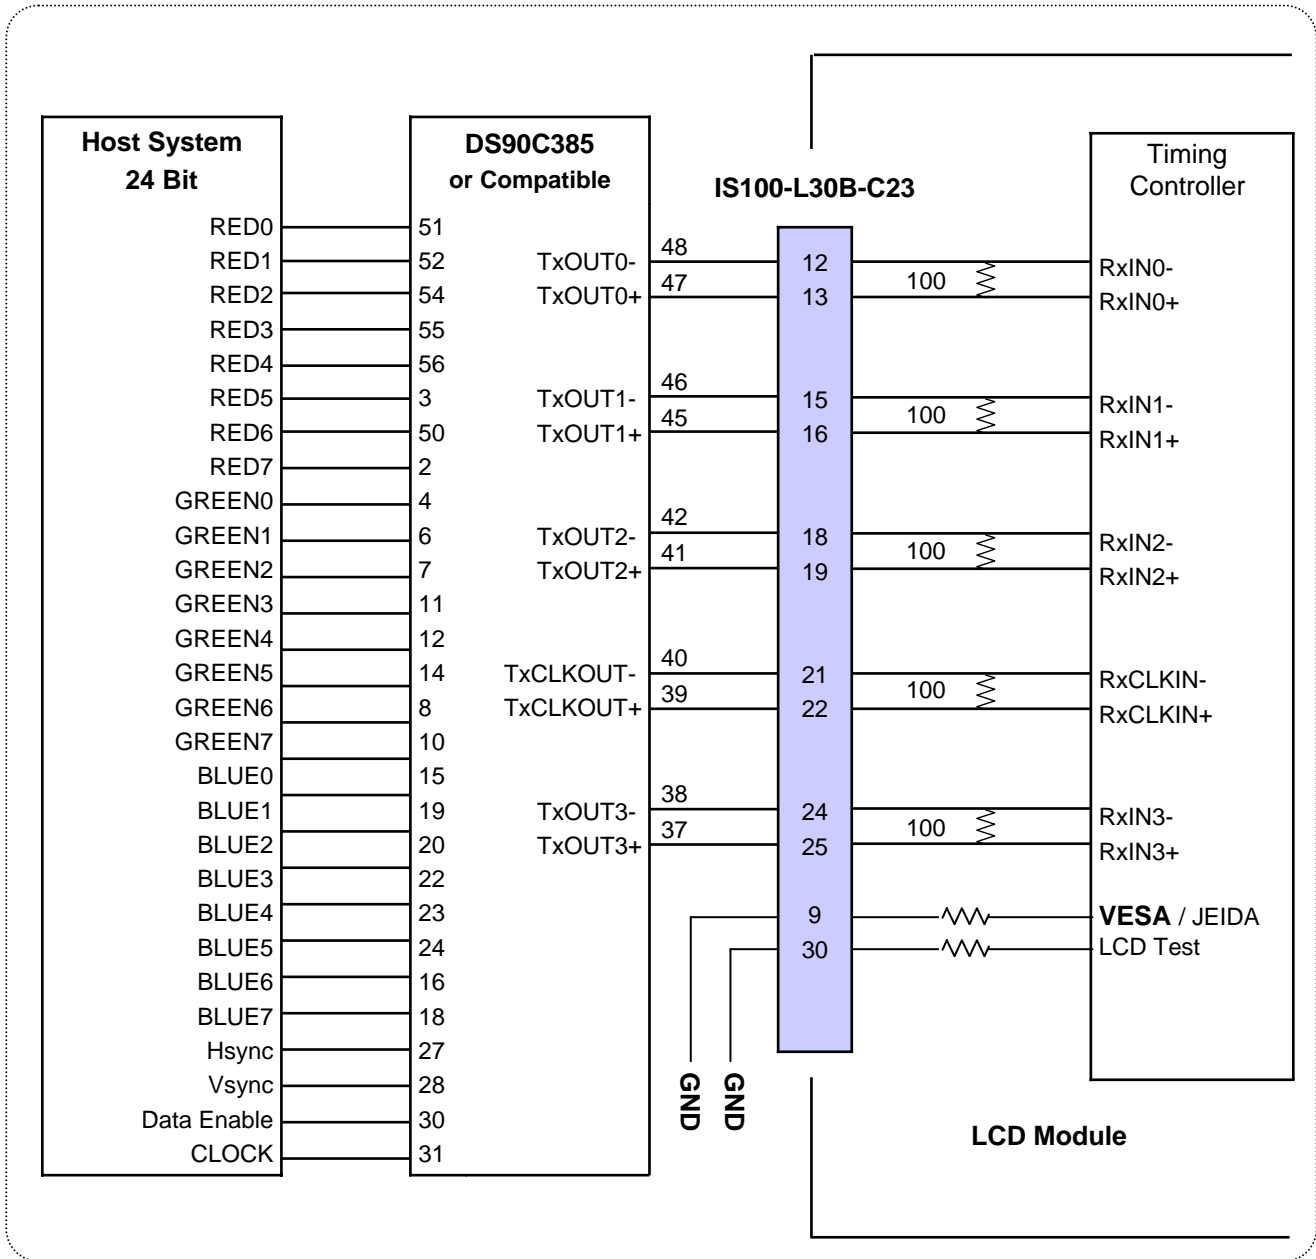 Host System
24 Bit
RED0
RED1
RED2
RED3
RED4
RED5
RED6
RED7
GREEN0
GREEN1
GREEN2
GREEN3
GREEN4
GREEN5
GREEN6
GREEN7
BLUE0
BLUE1
BLUE2
BLUE3
BLUE4
BLUE5
BLUE6
BLUE7
Hsync
Vsync
Data Enable
CLOCK
DS90C385
or Compatible
51
52
54
55
56
3
50
2
4
6
7
11
12
14
8
10
15
19
20
22
23
24
16
18
27
28
30
31
TxOUT0-
TxOUT0+
TxOUT1-
TxOUT1+
TxOUT2-
TxOUT2+
TxCLKOUT-
TxCLKOUT+
TxOUT3-
TxOUT3+
48
47
46
45
42
41
40
39
38
37
GND
GND
IS100-L30B-C23
12
13
15
16
18
19
21
22
24
25
9
30
100
100
100
100
100
Timing
Controller
RxIN0-
RxIN0+
RxIN1-
RxIN1+
RxIN2-
RxIN2+
RxCLKIN-
RxCLKIN+
RxIN3-
RxIN3+
VESA / JEIDA
LCD Test
LCD Module